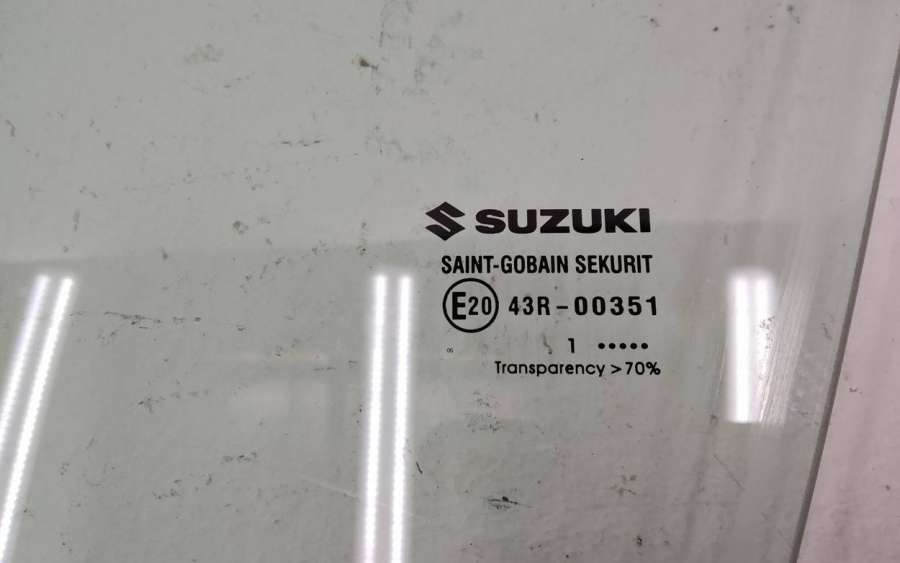 SUZUKI
SAINT-GOBAIN SEKURIT
E20 43R-00351
1 •••••
Transparency >70%